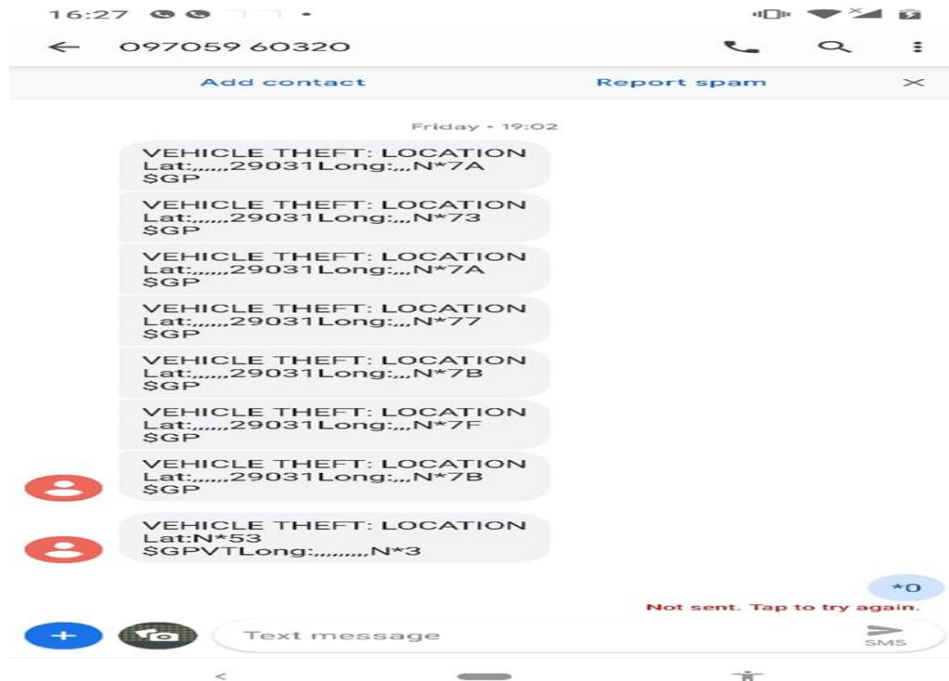 16:27
097059 60320
Add contact
Report spam
Friday • 19:02
VEHICLE THEFT: LOCATION
Lat:,,,,,,29031Long:,,,N*7A
$GP
VEHICLE THEFT: LOCATION
Lat:,,,,,,29031Long:,,,N*73
$GP
VEHICLE THEFT: LOCATION
Lat:,,,,,,29031Long:,,,N*7A
$GP
VEHICLE THEFT: LOCATION
Lat:,,,,,,29031Long:,,,N*77
$GP
VEHICLE THEFT: LOCATION
Lat:,,,,,,29031Long:,,,N*7B
$GP
VEHICLE THEFT: LOCATION
Lat:,,,,,,29031Long:,,,N*7F
$GP
VEHICLE THEFT: LOCATION
Lat:,,,,,,29031Long:,,,N*7B
$GP
VEHICLE THEFT: LOCATION
Lat:N*53
$GPVTLong:,,,,,,,,,N*3
*0
Not sent. Tap to try again.
Text message
SMS